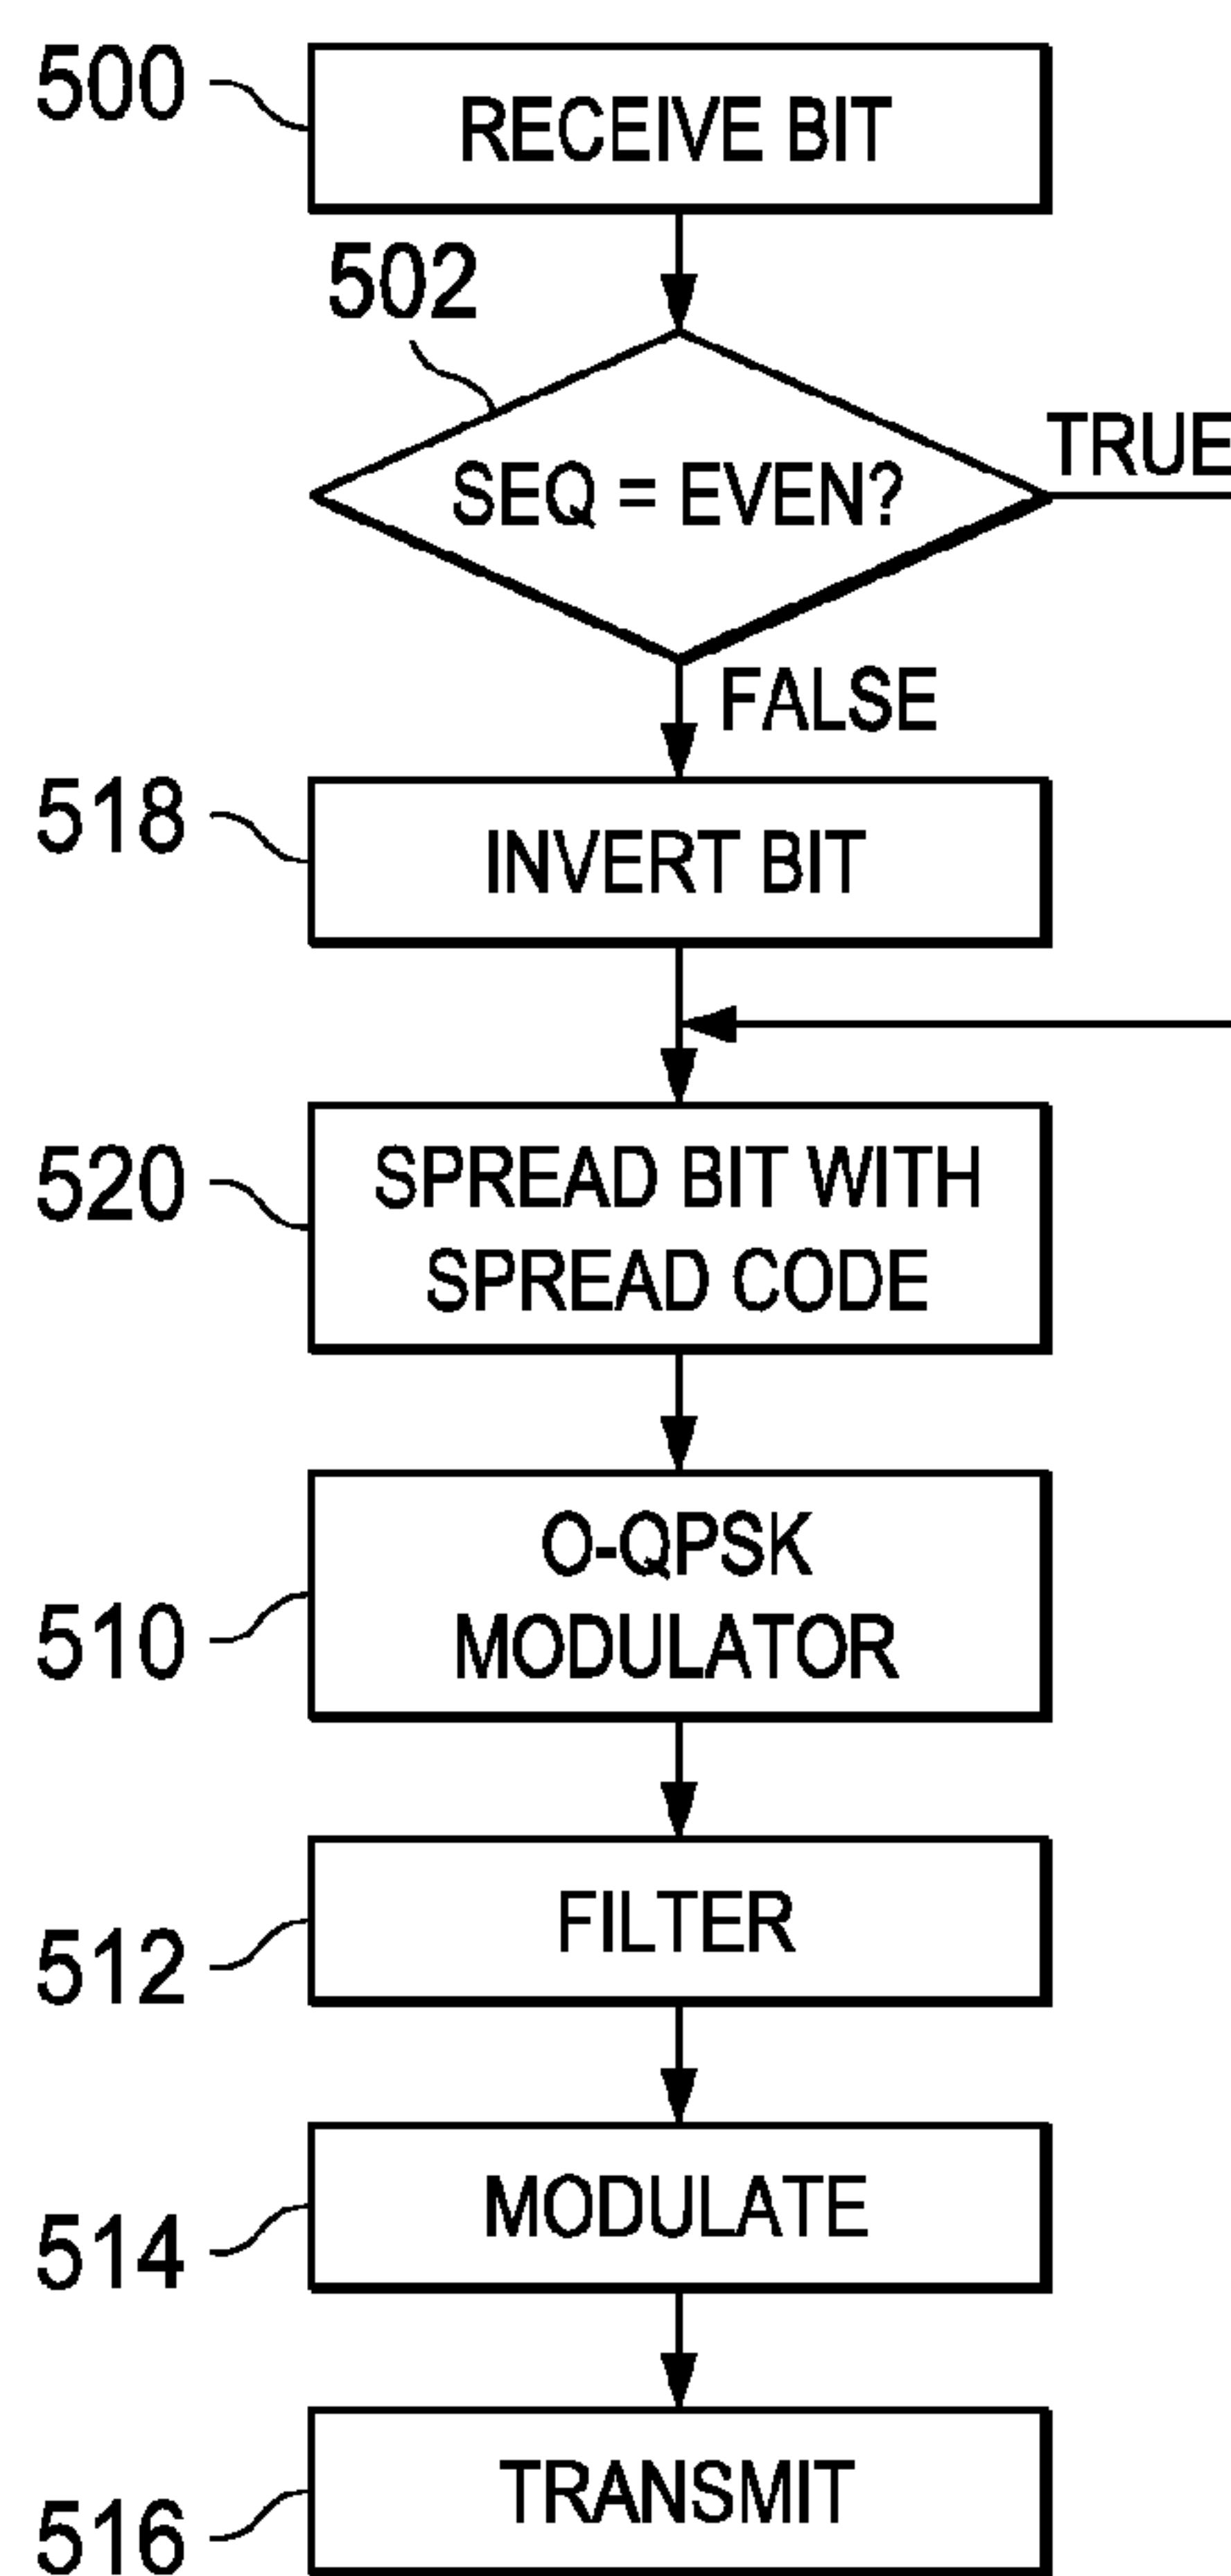 500
RECEIVE BIT
502
SEQ = EVEN?
TRUE
FALSE
518
INVERT BIT
520
SPREAD BIT WITH
SPREAD CODE
510
O-QPSK
MODULATOR
512
FILTER
514
MODULATE
516
TRANSMIT